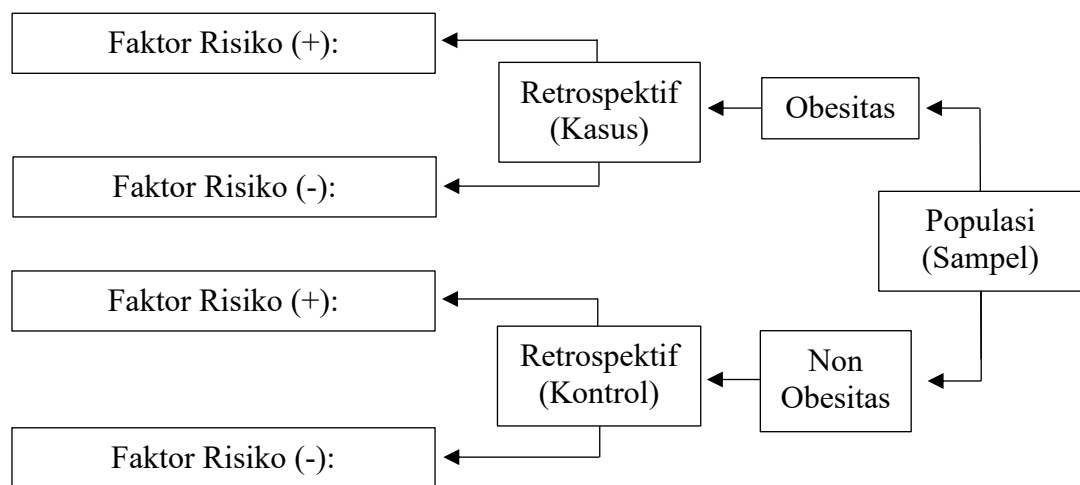 Faktor Risiko (+):
Retrospektif
(Kasus)
Obesitas
Faktor Risiko (-):
Populasi
(Sampel)
Faktor Risiko (+):
Retrospektif
(Kontrol)
Non
Obesitas
Faktor Risiko (-):